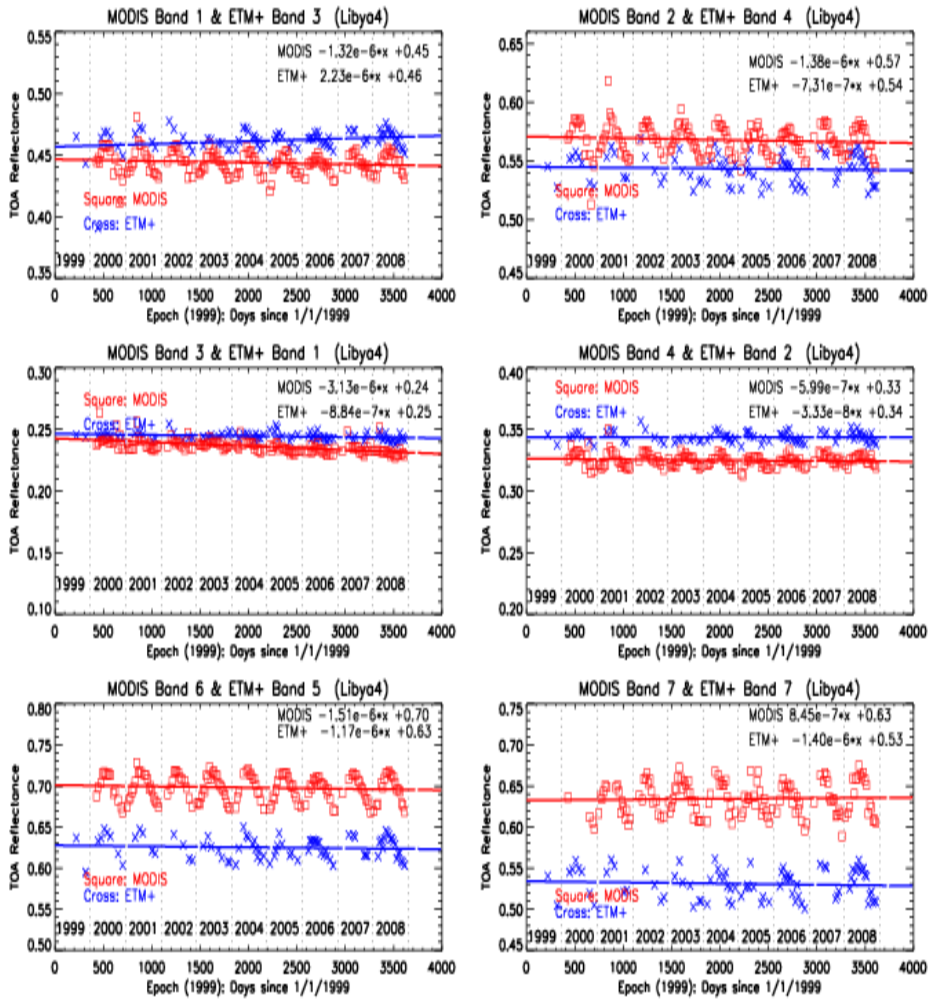 MODIS Band 1 & ETM+ Band 3 (Libya4)
0.55
0.50
0.45
0.40
0.35
TOA Reflectance
MODIS -1.32e-6*x +0.45
ETM+ 2.23e-6*x +0.46
Square: MODIS
Cross: ETM+
1999 2000 2001 2002 2003 2004 2005 2006 2007 2008
0 500 1000 1500 2000 2500 3000 3500 4000
Epoch (1999): Days since 1/1/1999
MODIS Band 2 & ETM+ Band 4 (Libya4)
0.65
0.60
0.55
0.50
0.45
TOA Reflectance
MODIS -1.38e-6*x +0.57
ETM+ -7.31e-7*x +0.54
Square: MODIS
Cross: ETM+
1999 2000 2001 2002 2003 2004 2005 2006 2007 2008
0 500 1000 1500 2000 2500 3000 3500 4000
Epoch (1999): Days since 1/1/1999
MODIS Band 3 & ETM+ Band 1 (Libya4)
0.30
0.25
0.20
0.15
0.10
TOA Reflectance
MODIS -3.13e-6*x +0.24
ETM+ -8.84e-7*x +0.25
Square: MODIS
Cross: ETM+
1999 2000 2001 2002 2003 2004 2005 2006 2007 2008
0 500 1000 1500 2000 2500 3000 3500 4000
Epoch (1999): Days since 1/1/1999
MODIS Band 4 & ETM+ Band 2 (Libya4)
0.40
0.35
0.30
0.25
0.20
TOA Reflectance
MODIS -5.99e-7*x +0.33
ETM+ -3.33e-8*x +0.34
Square: MODIS
Cross: ETM+
1999 2000 2001 2002 2003 2004 2005 2006 2007 2008
0 500 1000 1500 2000 2500 3000 3500 4000
Epoch (1999): Days since 1/1/1999
MODIS Band 6 & ETM+ Band 5 (Libya4)
0.80
0.75
0.70
0.65
0.60
0.55
0.50
TOA Reflectance
MODIS -1.51e-6*x +0.70
ETM+ -1.17e-6*x +0.63
Square: MODIS
Cross: ETM+
1999 2000 2001 2002 2003 2004 2005 2006 2007 2008
0 500 1000 1500 2000 2500 3000 3500 4000
Epoch (1999): Days since 1/1/1999
MODIS Band 7 & ETM+ Band 7 (Libya4)
0.75
0.70
0.65
0.60
0.55
0.50
0.45
TOA Reflectance
MODIS 8.45e-7*x +0.63
ETM+ -1.40e-6*x +0.53
Square: MODIS
Cross: ETM+
1999 2000 2001 2002 2003 2004 2005 2006 2007 2008
0 500 1000 1500 2000 2500 3000 3500 4000
Epoch (1999): Days since 1/1/1999